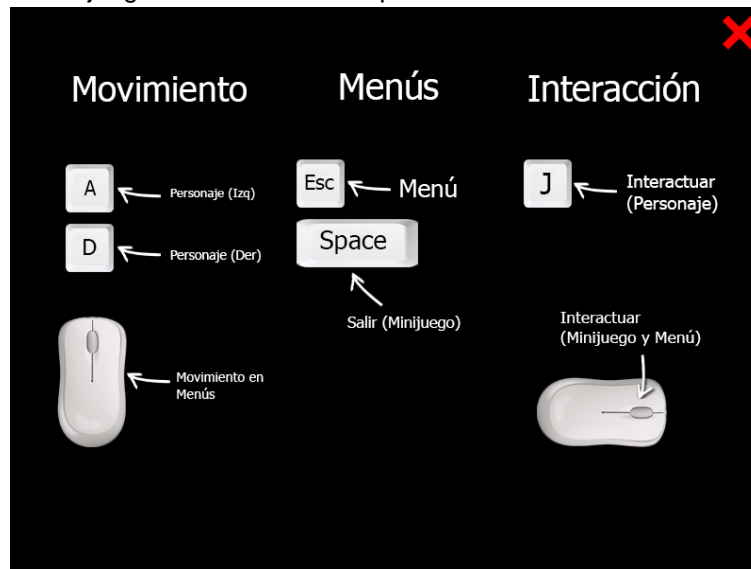 Movimiento
Menús
Interacción
A
Personaje (Izq)
D
Personaje (Der)
Movimiento en
Menús
Esc
Menú
Space
Salir (Minijuego)
J
Interactuar
(Personaje)
Interactuar
(Minijuego y Menú)